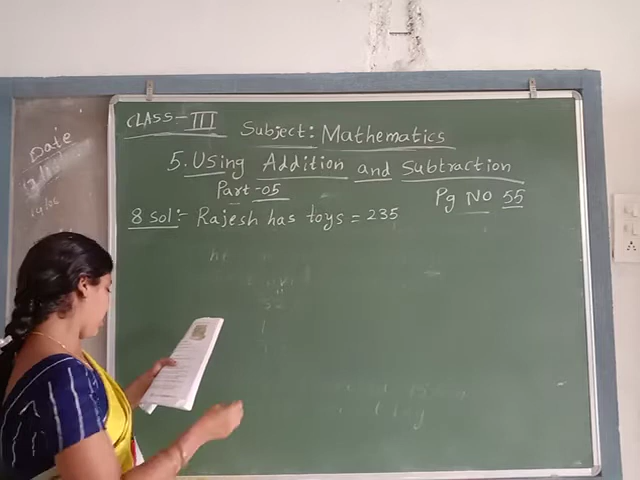 CLASS-III
Subject: Mathematics
5. Using Addition and Subtraction
Part-05
Pg NO 55
8 Sol:- Rajesh has toys = 235
Date